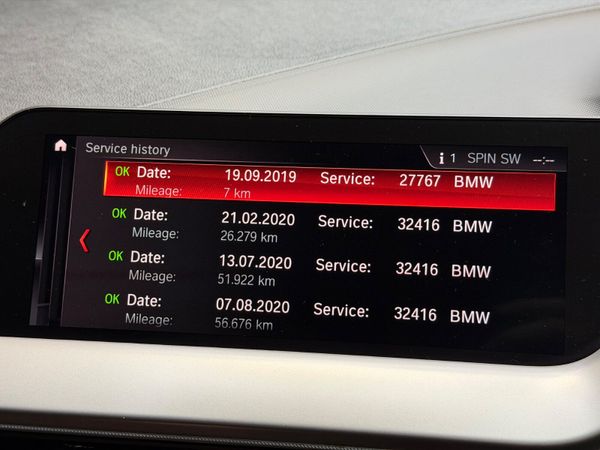 Service history
1 SPIN SW --:--
OK Date: 19.09.2019 Service: 27767 BMW
Mileage: 7 km
OK Date: 21.02.2020 Service: 32416 BMW
Mileage: 26.279 km
OK Date: 13.07.2020 Service: 32416 BMW
Mileage: 51.922 km
OK Date: 07.08.2020 Service: 32416 BMW
Mileage: 56.676 km